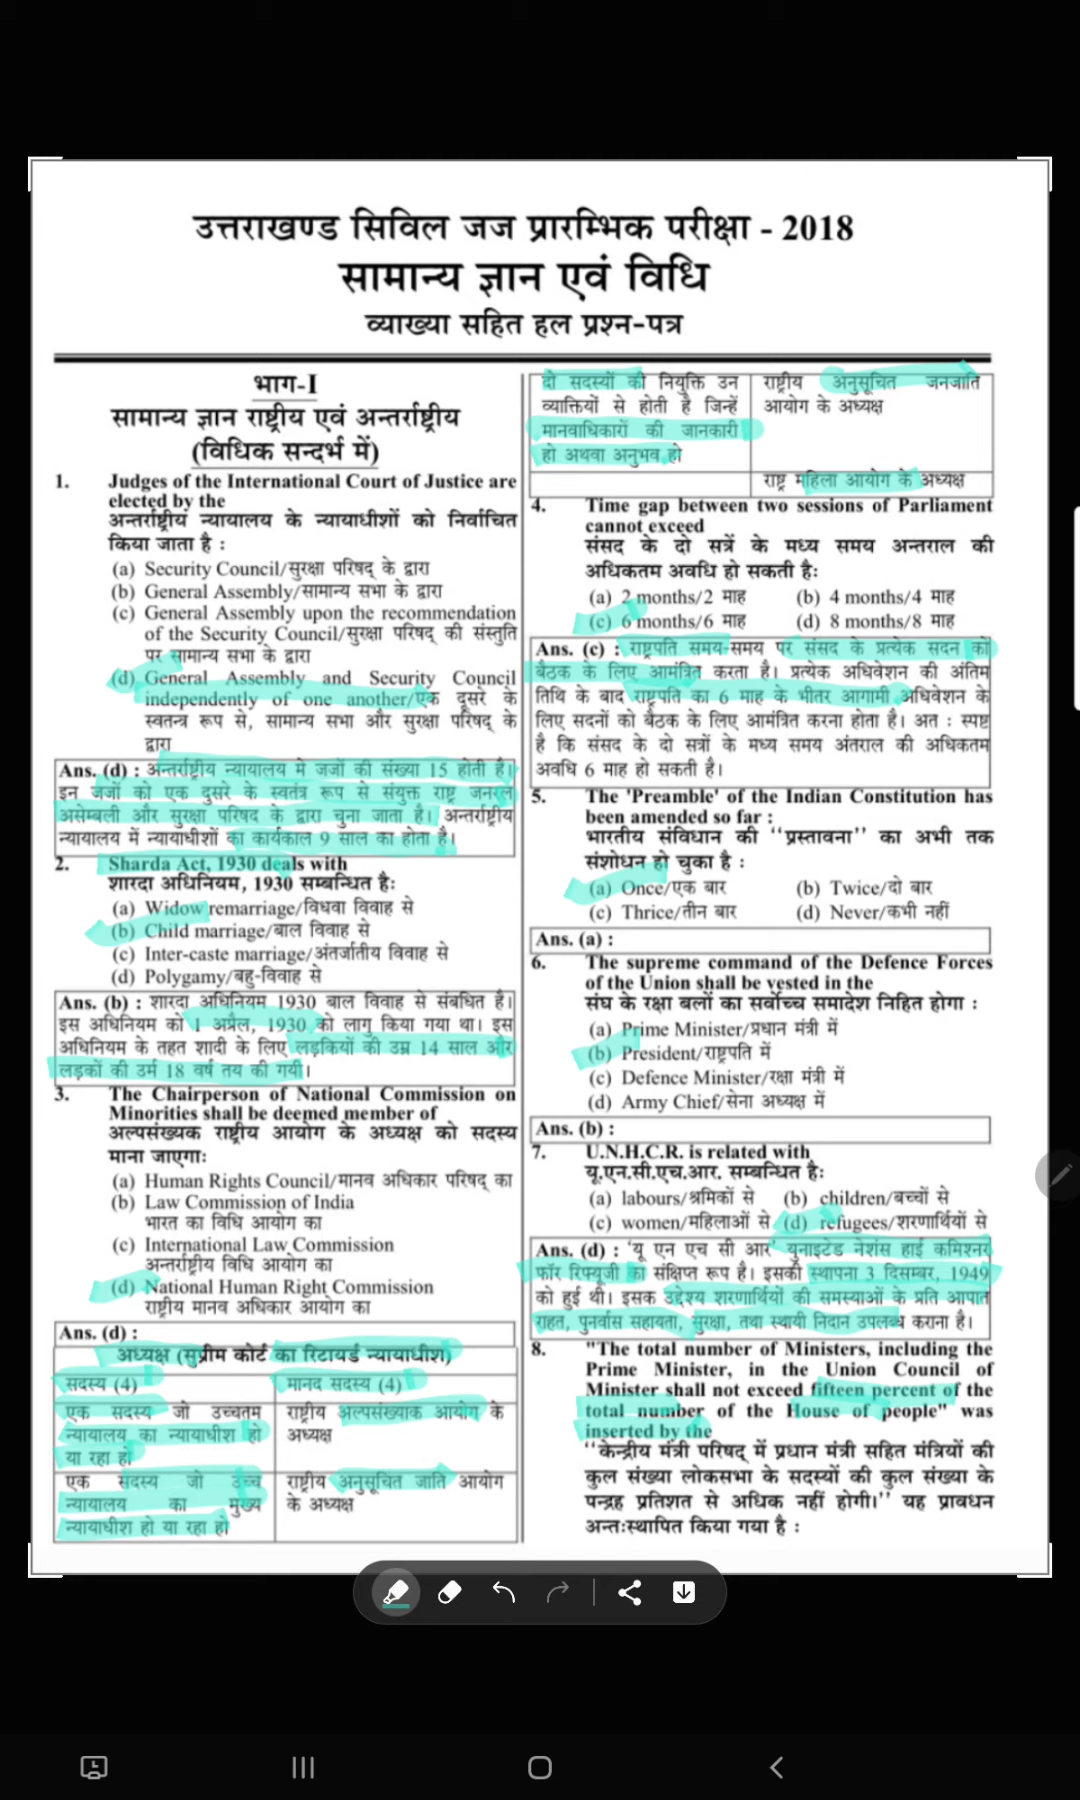 उत्तराखण्ड सिविल जज प्रारम्भिक परीक्षा - 2018
सामान्य ज्ञान एवं विधि
व्याख्या सहित हल प्रश्न-पत्र
भाग-I
सामान्य ज्ञान राष्ट्रीय एवं अन्तर्राष्ट्रीय
(विधिक सन्दर्भ में)
1. Judges of the International Court of Justice are
elected by the
अन्तर्राष्ट्रीय न्यायालय के न्यायाधीशों को निर्वाचित
किया जाता है :
(a) Security Council/सुरक्षा परिषद् के द्वारा
(b) General Assembly/सामान्य सभा के द्वारा
(c) General Assembly upon the recommendation
of the Security Council/सुरक्षा परिषद् की संस्तुति
पर सामान्य सभा के द्वारा
(d) General Assembly and Security Council
independently of one another/एक दूसरे के
स्वतन्त्र रूप से, सामान्य सभा और सुरक्षा परिषद् के
द्वारा
Ans. (d) : अन्तर्राष्ट्रीय न्यायालय में जजों की संख्या 15 होती है।
इन जजों को एक दुसरे के स्वतंत्र रूप से संयुक्त राष्ट्र जनरल
असेम्बली और सुरक्षा परिषद के द्वारा चुना जाता है। अन्तर्राष्ट्रीय
न्यायालय में न्यायाधीशों का कार्यकाल 9 साल का होता है।
2. Sharda Act, 1930 deals with
शारदा अधिनियम, 1930 सम्बन्धित है:
(a) Widow remarriage/विधवा विवाह से
(b) Child marriage/बाल विवाह से
(c) Inter-caste marriage/अंतर्जातीय विवाह से
(d) Polygamy/बहु-विवाह से
Ans. (b) : शारदा अधिनियम 1930 बाल विवाह से संबधित है।
इस अधिनियम को 1 अप्रैल, 1930 को लागु किया गया था। इस
अधिनियम के तहत शादी के लिए लड़कियों की उम्र 14 साल और
लड़कों की उर्म 18 वर्ष तय की गयी।
3. The Chairperson of National Commission on
Minorities shall be deemed member of
अल्पसंख्यक राष्ट्रीय आयोग के अध्यक्ष को सदस्य
माना जाएगाः
(a) Human Rights Council/मानव अधिकार परिषद् का
(b) Law Commission of India
भारत का विधि आयोग का
(c) International Law Commission
अन्तर्राष्ट्रीय विधि आयोग का
(d) National Human Right Commission
राष्ट्रीय मानव अधिकार आयोग का
Ans. (d) :
अध्यक्ष (सुप्रीम कोर्ट का रिटायर्ड न्यायाधीश)
सदस्य (4) मानद सदस्य (4)
एक सदस्य जो उच्चतम राष्ट्रीय अल्पसंख्याक आयोग के
न्यायालय का न्यायाधीश हो अध्यक्ष
या रहा हो
एक सदस्य जो उच्च राष्ट्रीय अनुसूचित जाति आयोग
न्यायालय का मुख्य के अध्यक्ष
न्यायाधीश हो या रहा हो
दो सदस्यों की नियुक्ति उन राष्ट्रीय अनुसूचित जनजाति
व्याक्तियों से होती है जिन्हें आयोग के अध्यक्ष
मानवाधिकारों की जानकारी
हो अथवा अनुभव हो
राष्ट्र महिला आयोग के अध्यक्ष
4. Time gap between two sessions of Parliament
cannot exceed
संसद के दो सत्रें के मध्य समय अन्तराल की
अधिकतम अवधि हो सकती है:
(a) 2 months/2 माह (b) 4 months/4 माह
(c) 6 months/6 माह (d) 8 months/8 माह
Ans. (c) : राष्ट्रपति समय-समय पर संसद के प्रत्येक सदन को
बैठक के लिए आमंत्रित करता है। प्रत्येक अधिवेशन की अंतिम
तिथि के बाद राष्ट्रपति का 6 माह के भीतर आगामी अधिवेशन के
लिए सदनों को बैठक के लिए आमंत्रित करना होता है। अत : स्पष्ट
है कि संसद के दो सत्रों के मध्य समय अंतराल की अधिकतम
अवधि 6 माह हो सकती है।
5. The 'Preamble' of the Indian Constitution has
been amended so far :
भारतीय संविधान की ‘‘प्रस्तावना’’ का अभी तक
संशोधन हो चुका है :
(a) Once/एक बार (b) Twice/दो बार
(c) Thrice/तीन बार (d) Never/कभी नहीं
Ans. (a) :
6. The supreme command of the Defence Forces
of the Union shall be vested in the
संघ के रक्षा बलों का सर्वोच्च समादेश निहित होगा :
(a) Prime Minister/प्रधान मंत्री में
(b) President/राष्ट्रपति में
(c) Defence Minister/रक्षा मंत्री में
(d) Army Chief/सेना अध्यक्ष में
Ans. (b) :
7. U.N.H.C.R. is related with
यू.एन.सी.एच.आर. सम्बन्धित है:
(a) labours/श्रमिकों से (b) children/बच्चों से
(c) women/महिलाओं से (d) refugees/शरणार्थियों से
Ans. (d) : ‘यू एन एच सी आर’ युनाइटेड नेशंस हाई कमिश्नर
फॉर रिफ्यूजी का संक्षिप्त रूप है। इसकी स्थापना 3 दिसम्बर, 1949
को हुई थी। इसक उद्देश्य शरणार्थियों की समस्याओं के प्रति आपात
राहत, पुनर्वास सहायता, सुरक्षा, तथा स्थायी निदान उपलब्ध कराना है।
8. "The total number of Ministers, including the
Prime Minister, in the Union Council of
Minister shall not exceed fifteen percent of the
total number of the House of people" was
inserted by the
‘‘केन्द्रीय मंत्री परिषद् में प्रधान मंत्री सहित मंत्रियों की
कुल संख्या लोकसभा के सदस्यों की कुल संख्या के
पन्द्रह प्रतिशत से अधिक नहीं होगी।’’ यह प्रावधान
अन्तःस्थापित किया गया है :